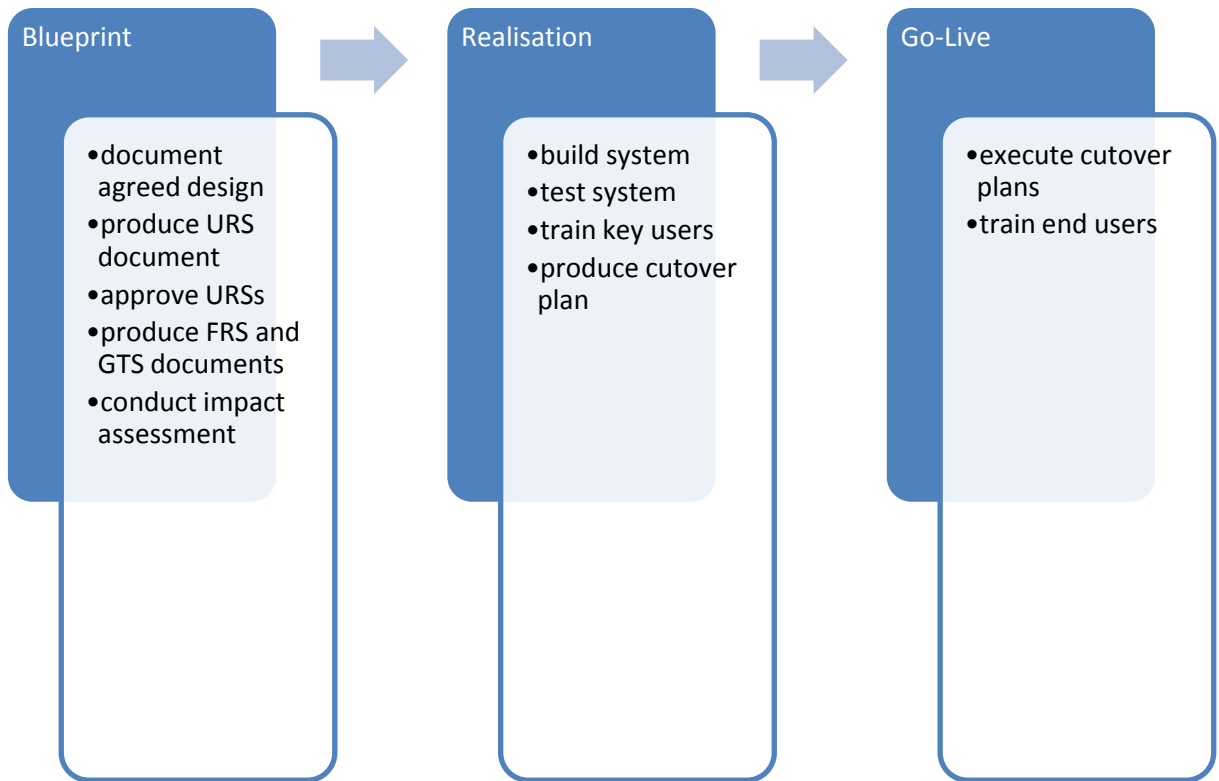 Blueprint
•document
agreed design
•produce URS
document
•approve URSs
•produce FRS and
GTS documents
•conduct impact
assessment
Realisation
•build system
•test system
•train key users
•produce cutover
plan
Go-Live
•execute cutover
plans
•train end users